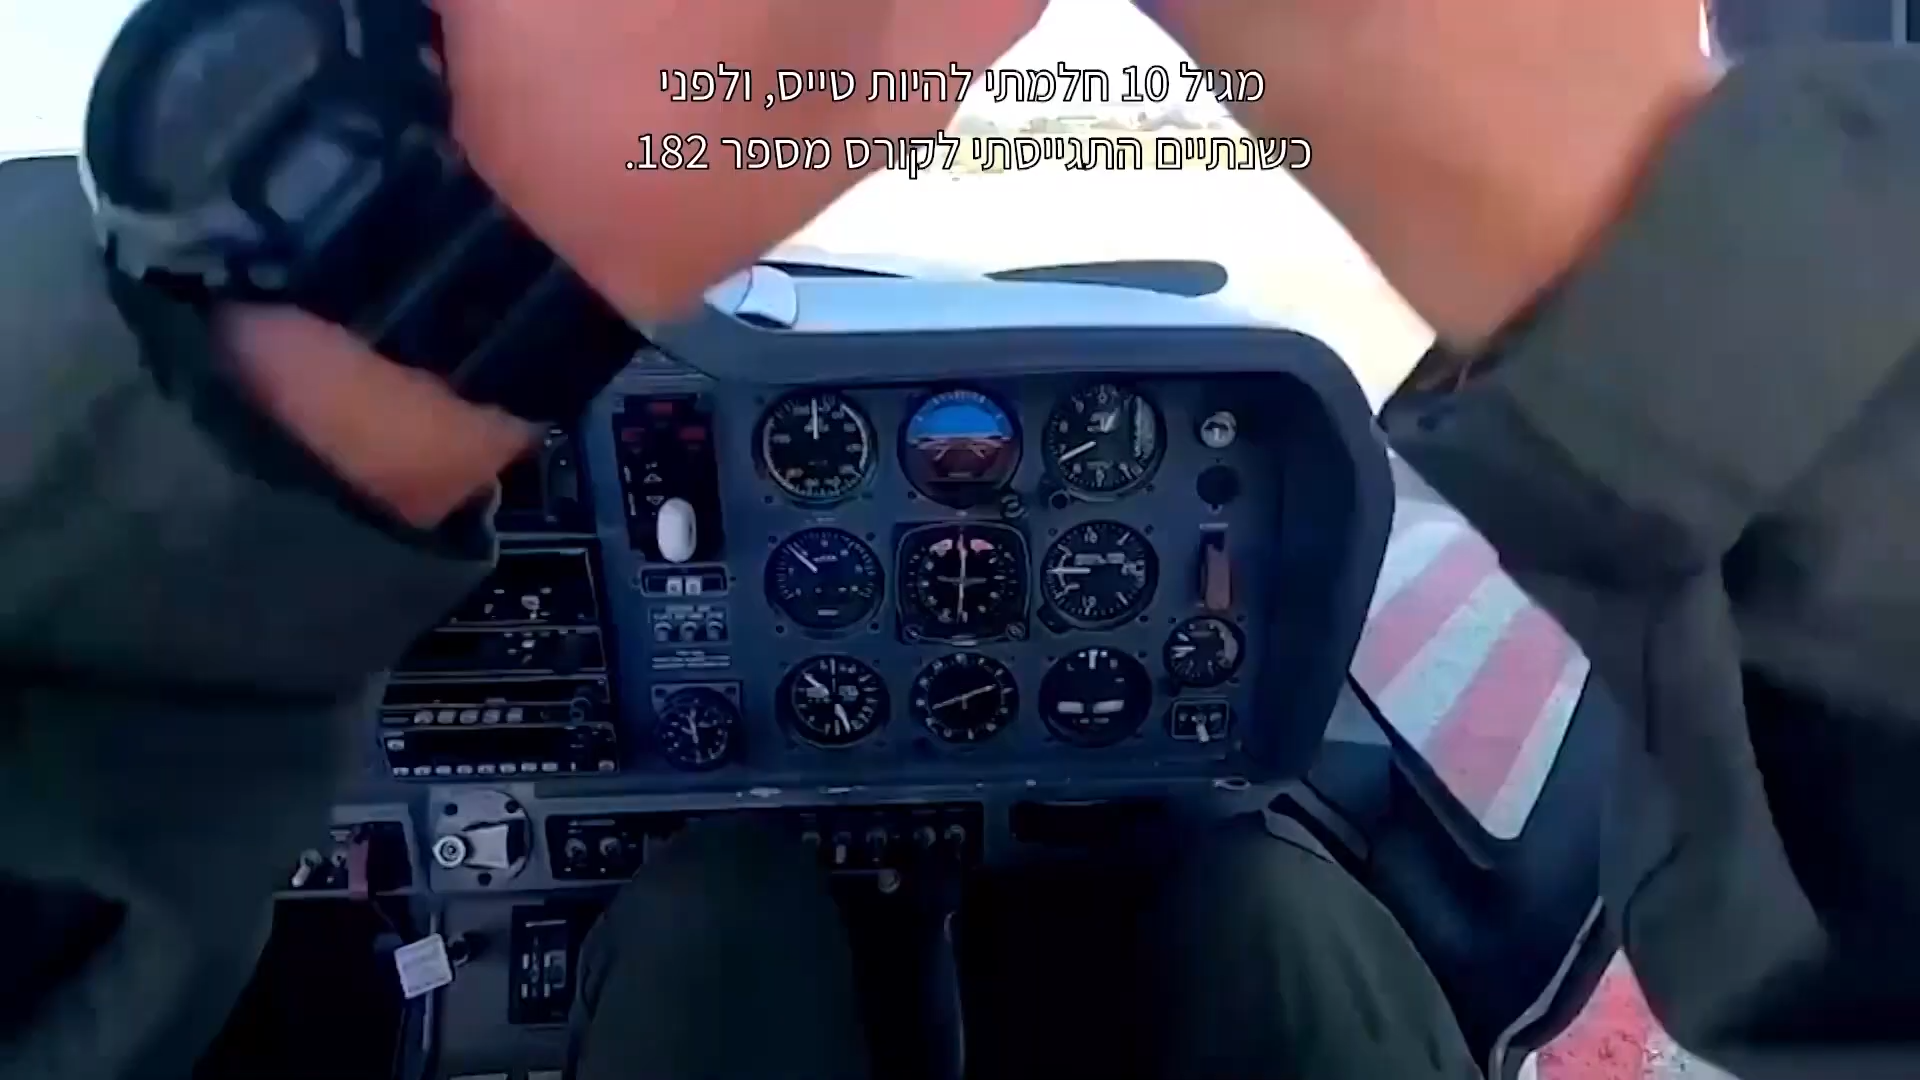 מגיל 10 חלמתי להיות טייס, ולפני
כשנתיים התגייסתי לקורס מספר 182.